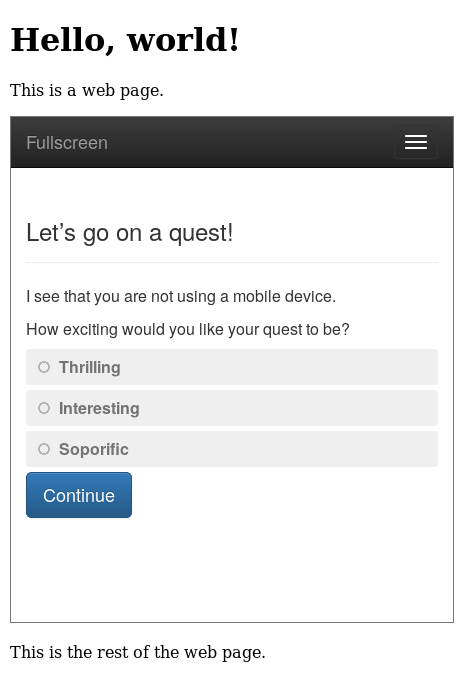 Hello, world!
This is a web page.
Fullscreen
Let’s go on a quest!
I see that you are not using a mobile device.
How exciting would you like your quest to be?
Thrilling
Interesting
Soporific
Continue
This is the rest of the web page.